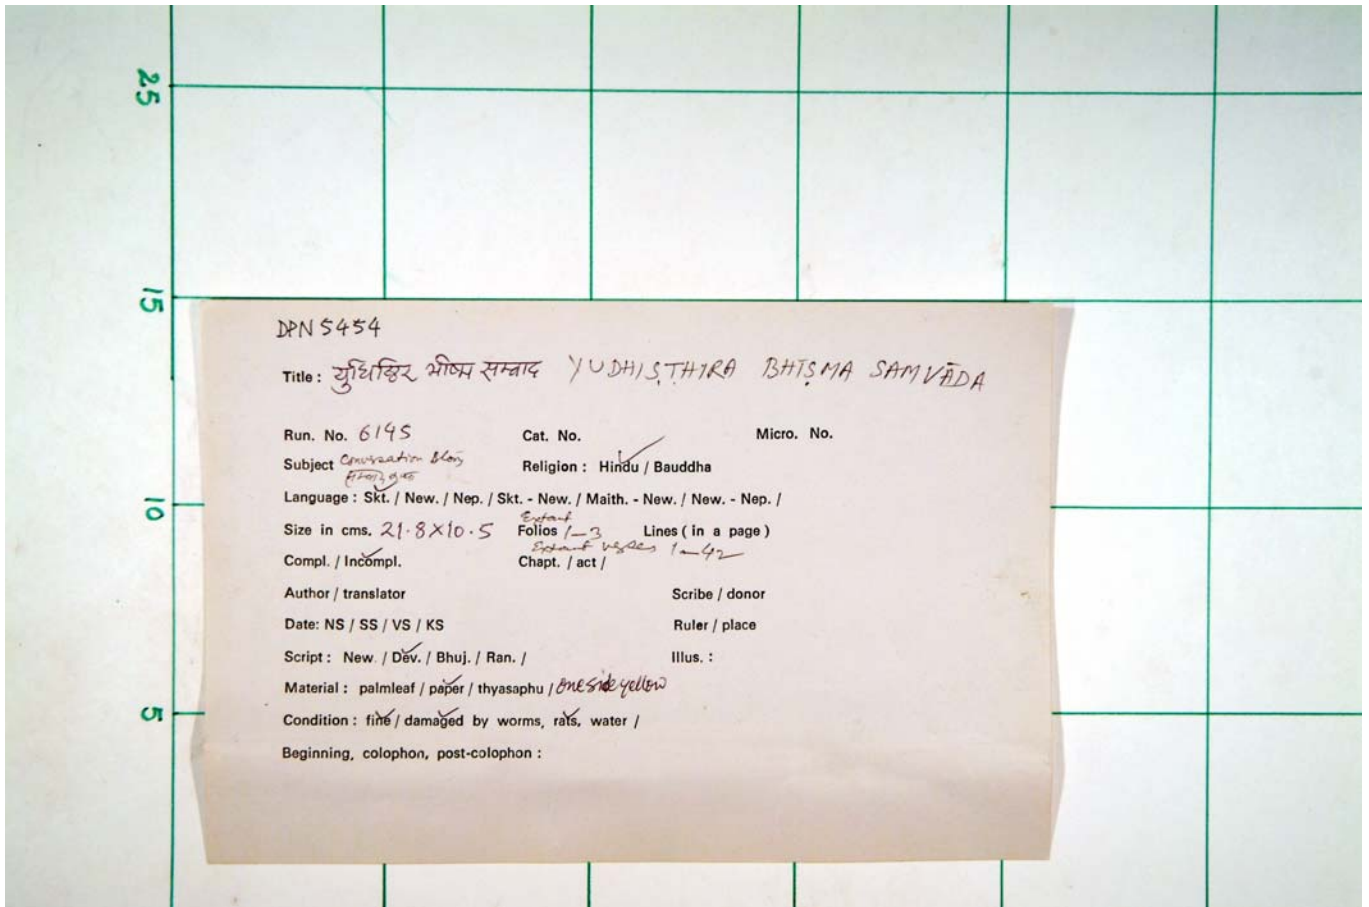 25
15
10
5
DPN 5454
Title : युधिष्ठिर भीष्म सम्वाद YUDHIṢṬHIRA BHĪṢMA SAMVĀDA
Run. No. 6145 Cat. No. Micro. No.
Subject Conversation Religion : Hindu / Bauddha
Language : Skt. / New. / Nep. / Skt. - New. / Maith. - New. / New. - Nep. /
Extant
Size in cms. 21.8X10.5 Folios 1-3 Lines ( in a page )
Extant verses 1-42
Compl. / Incompl. Chapt. / act /
Author / translator Scribe / donor
Date: NS / SS / VS / KS Ruler / place
Script : New. / Dev. / Bhuj. / Ran. / Illus. :
Material : palmleaf / paper / thyasaphu / one side yellow
Condition : fine / damaged by worms, rats, water /
Beginning, colophon, post-colophon :